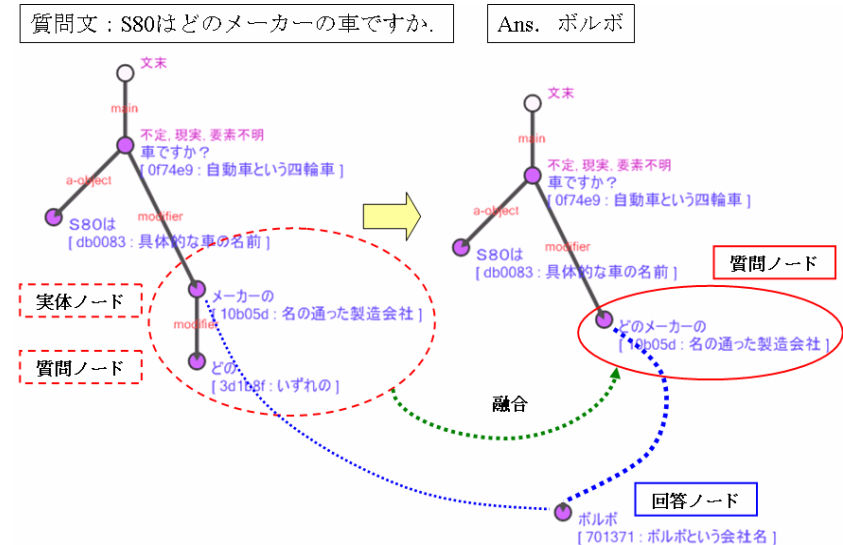 質問文：S80はどのメーカーの車ですか.
Ans. ボルボ
文末
main
不定, 現実, 要素不明
車ですか？
[ 0f74e9 : 自動車という四輪車 ]
a-object
modifier
S80は
[ db0083 : 具体的な車の名前 ]
実体ノード
メーカーの
[ 10b05d : 名の通った製造会社 ]
modifier
質問ノード
どの
[ 3d1b8f : いずれの ]
文末
main
不定, 現実, 要素不明
車ですか？
[ 0f74e9 : 自動車という四輪車 ]
a-object
modifier
S80は
[ db0083 : 具体的な車の名前 ]
質問ノード
どのメーカーの
[ 10b05d : 名の通った製造会社 ]
融合
回答ノード
ボルボ
[ 701371 : ボルボという会社名 ]